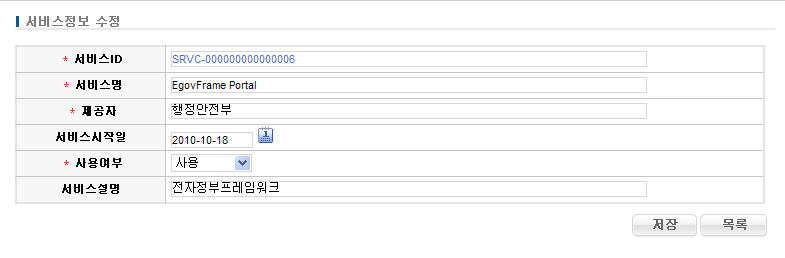 서비스정보 수정
* 서비스ID SRVC-000000000000006
* 서비스명 EgovFrame Portal
* 제공자 행정안전부
서비스시작일 2010-10-18 1
* 사용여부 사용
서비스설명 전자정부프레임워크
저장 목록